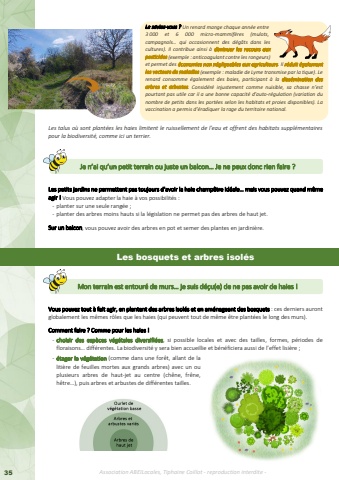 Le saviez-vous ? Un renard mange chaque année entre
3 000 et 6 000 micro-mammifères (mulots,
campagnols... qui occasionnent des dégâts dans les
cultures). Il contribue ainsi à diminuer les recours aux
pesticides (exemple : anticoagulant contre les rongeurs)
et permet des économies non négligeables aux agriculteurs. Il réduit également
les vecteurs de maladies (exemple : maladie de Lyme transmise par la tique). Le
renard consomme également des baies, participant à la dissémination des
arbres et arbustes. Considéré injustement comme nuisible, sa chasse n'est
pourtant pas utile car il a une bonne capacité d'auto-régulation (variation du
nombre de petits dans les portées selon les habitats et proies disponibles). La
vaccination a permis d'éradiquer la rage du territoire national.
Les talus où sont plantées les haies limitent le ruissellement de l'eau et offrent des habitats supplémentaires
pour la biodiversité, comme ici un terrier.
Je n'ai qu'un petit terrain ou juste un balcon... Je ne peux donc rien faire ?
Les petits jardins ne permettent pas toujours d'avoir la haie champêtre idéale... mais vous pouvez quand même
agir ! Vous pouvez adapter la haie à vos possibilités :
- planter sur une seule rangée ;
- planter des arbres moins hauts si la législation ne permet pas des arbres de haut jet.
Sur un balcon, vous pouvez avoir des arbres en pot et semer des plantes en jardinière.
Les bosquets et arbres isolés
Mon terrain est entouré de murs... je suis déçu(e) de ne pas avoir de haies !
Vous pouvez tout à fait agir, en plantant des arbres isolés et en aménageant des bosquets : ces derniers auront
globalement les mêmes rôles que les haies (qui peuvent tout de même être plantées le long des murs).
Comment faire ? Comme pour les haies !
- choisir des espèces végétales diversifiées, si possible locales et avec des tailles, formes, périodes de
floraisons... différentes. La biodiversité y sera bien accueillie et bénéficiera aussi de l'effet lisière ;
- étager la végétation (comme dans une forêt, allant de la
litière de feuilles mortes aux grands arbres) avec un ou
plusieurs arbres de haut-jet au centre (chêne, frêne,
hêtre...), puis arbres et arbustes de différentes tailles.
Ourlet de
végétation basse
Arbres et
arbustes variés
Arbres de
haut jet
35
Association ABEGocales, Tiphanie Caillot - reproduction interdite -